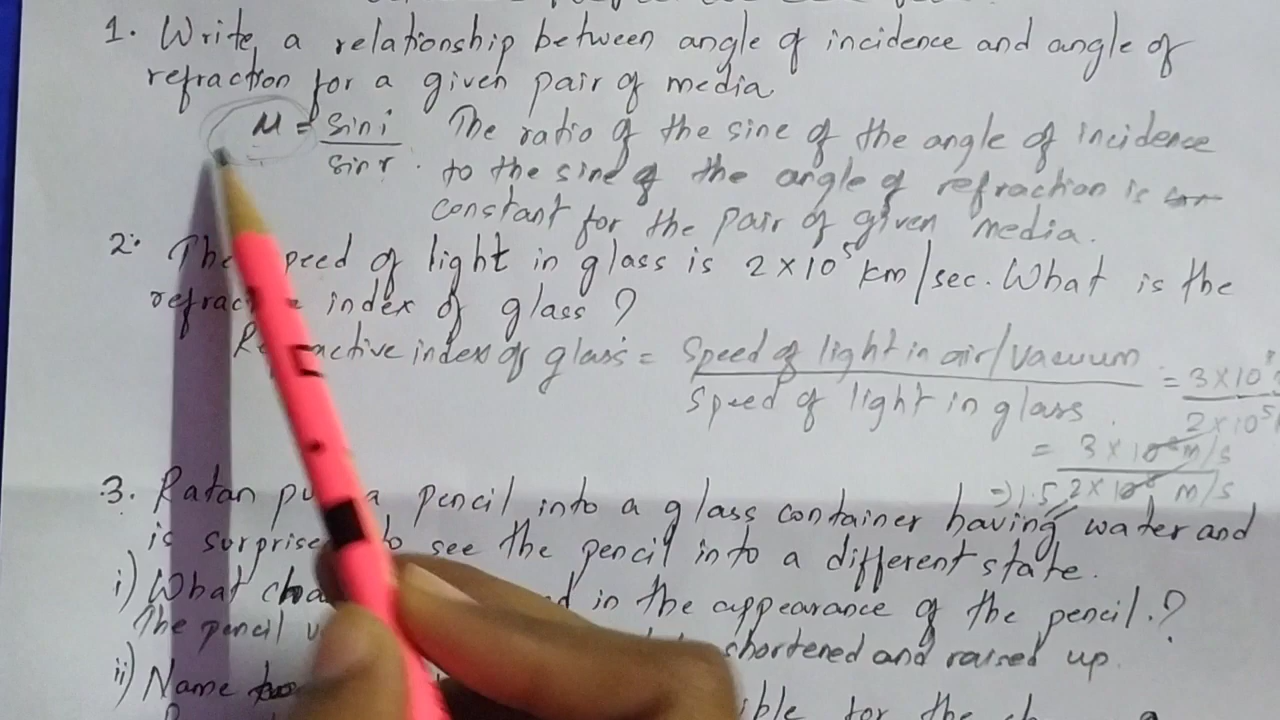 1. Write a relationship between angle of incidence and angle of
refraction for a given pair of media
μ = sin i / sin r . The ratio of the sine of the angle of incidence
to the sine of the angle of refraction is
constant for the pair of given media.
2. The speed of light in glass is 2×10⁵ km/sec. What is the
index of glass ?
index of glass = Speed of light in air/vacuum / Speed of light in glass = 3×10 / 2×10⁵
= 3×10⁸ m/s / 2×10⁸ m/s
⇒ 1.5
3. Ratan a pencil into a glass container having water and
is to see the pencil into a different state.
i) What in the appearance of the pencil.?
The pencil shortened and raised up.
ii) Name
for the